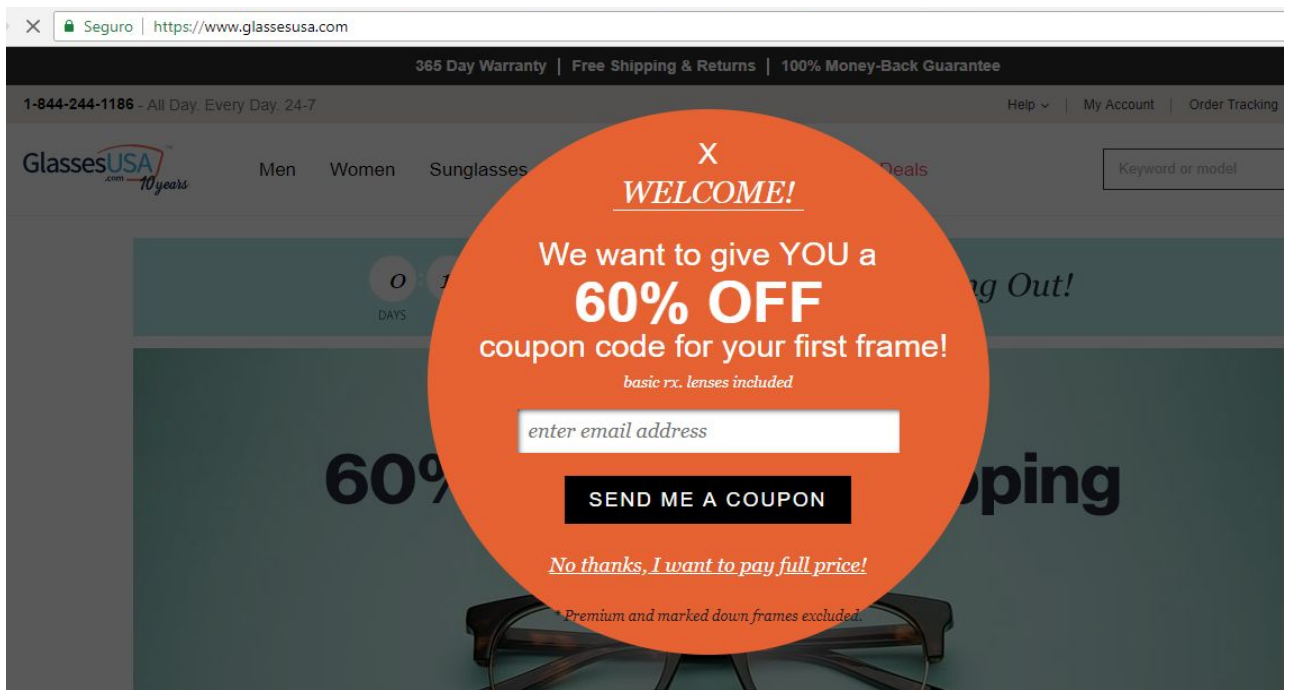 Seguro | https://www.glassesusa.com
365 Day Warranty | Free Shipping & Returns | 100% Money-Back Guarantee
1-844-244-1186 - All Day. Every Day. 24-7
Help | My Account | Order Tracking
GlassesUSA
.com 10 years
Men Women Sunglasses Deals
Keyword or model
X
WELCOME!
We want to give YOU a
60% OFF
coupon code for your first frame!
basic rx. lenses included
0 1 Out!
DAYS
enter email address
60%
SEND ME A COUPON
No thanks, I want to pay full price!
* Premium and marked down frames excluded.